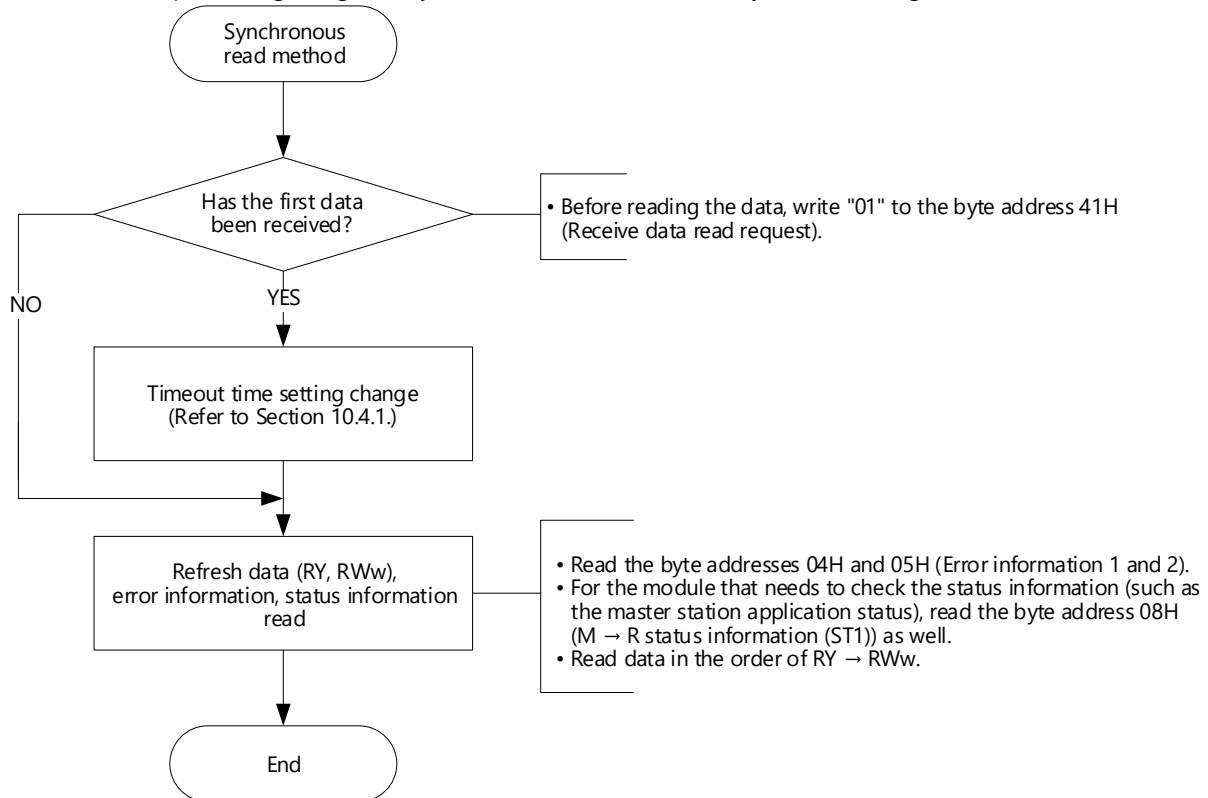 Synchronous
read method
Has the first data
been received?
• Before reading the data, write "01" to the byte address 41H
(Receive data read request).
NO
YES
Timeout time setting change
(Refer to Section 10.4.1.)
Refresh data (RY, RWw),
error information, status information
read
• Read the byte addresses 04H and 05H (Error information 1 and 2).
• For the module that needs to check the status information (such as
the master station application status), read the byte address 08H
(M → R status information (ST1)) as well.
• Read data in the order of RY → RWw.
End